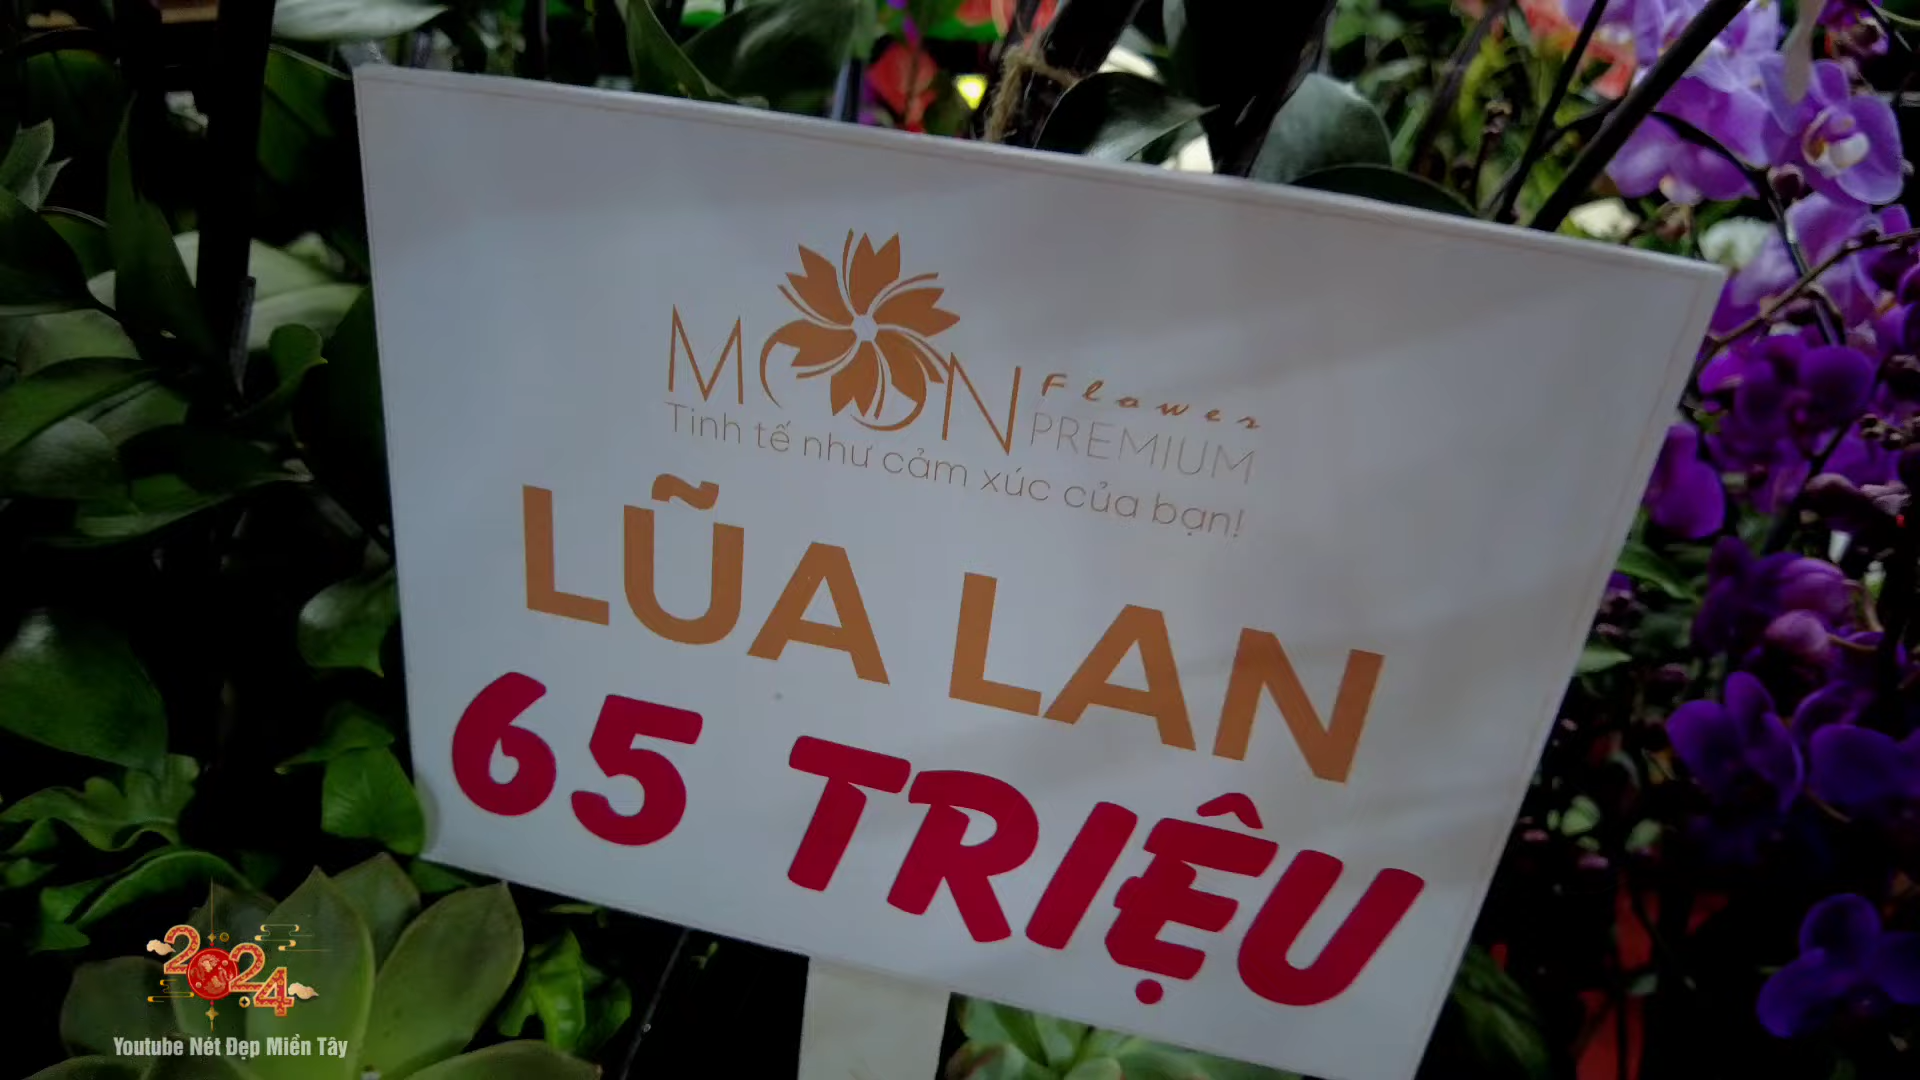 MOON Flower
PREMIUM
Tinh tế như cảm xúc của bạn!
LŨA LAN
65 TRIỆU
2024
Youtube Nét Đẹp Miền Tây